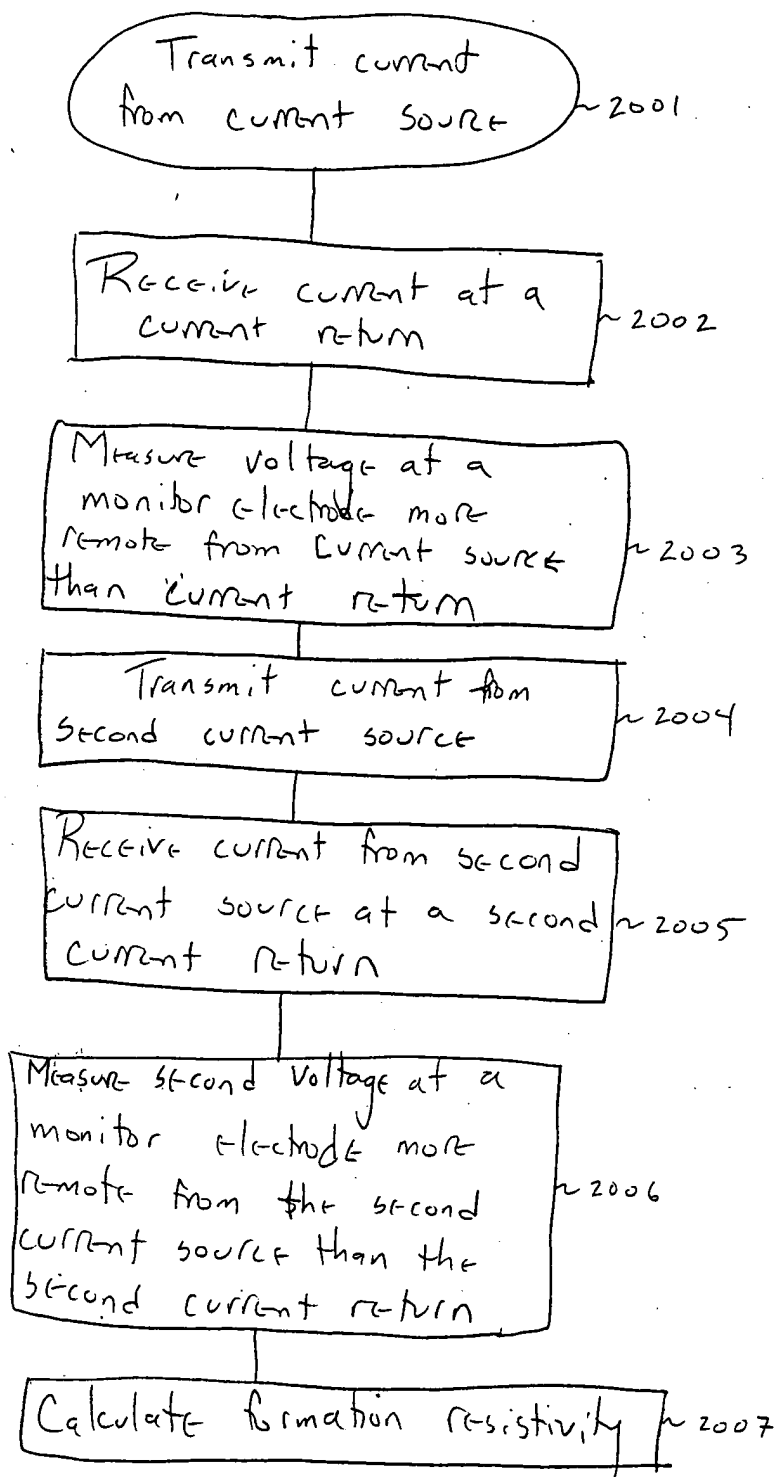 Transmit current
from current source ~ 2001
Receive current at a
current return ~ 2002
Measure voltage at a
monitor electrode more
remote from current source ~ 2003
than current return
Transmit current from
second current source ~ 2004
Receive current from second
current source at a second ~ 2005
current return
Measure second voltage at a
monitor electrode more
remote from the second ~ 2006
current source than the
second current return
Calculate formation resistivity ~ 2007